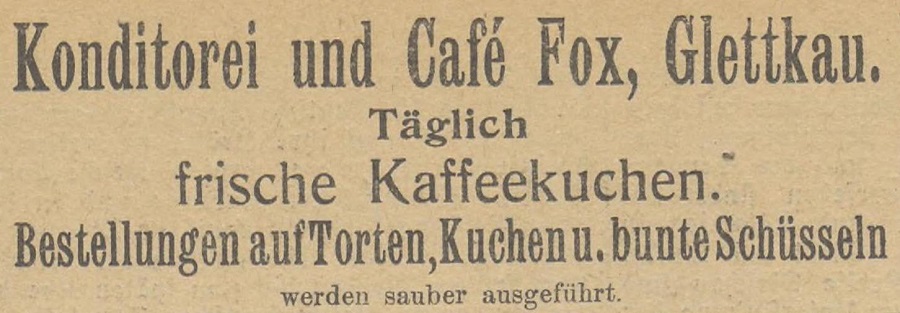 Konditorei und Café Fox, Glettkau.
Täglich
frische Kaffeekuchen.
Bestellungen auf Torten, Kuchen u. bunte Schüsseln
werden sauber ausgeführt.